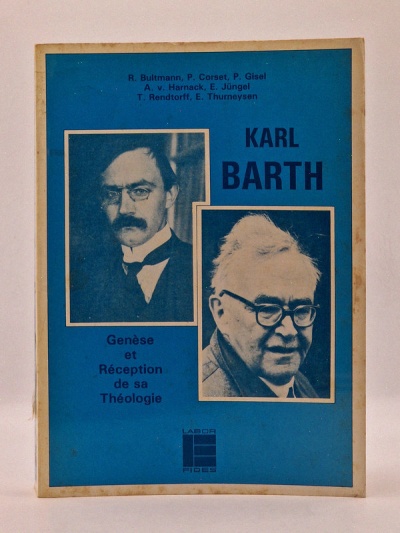 R. Bultmann, P. Corset, P. Gisel
A. v. Harnack, E. Jüngel
T. Rendtorff, E. Thurneysen
KARL
BARTH
Genèse
et
Réception
de sa
Théologie
LABOR
FIDES